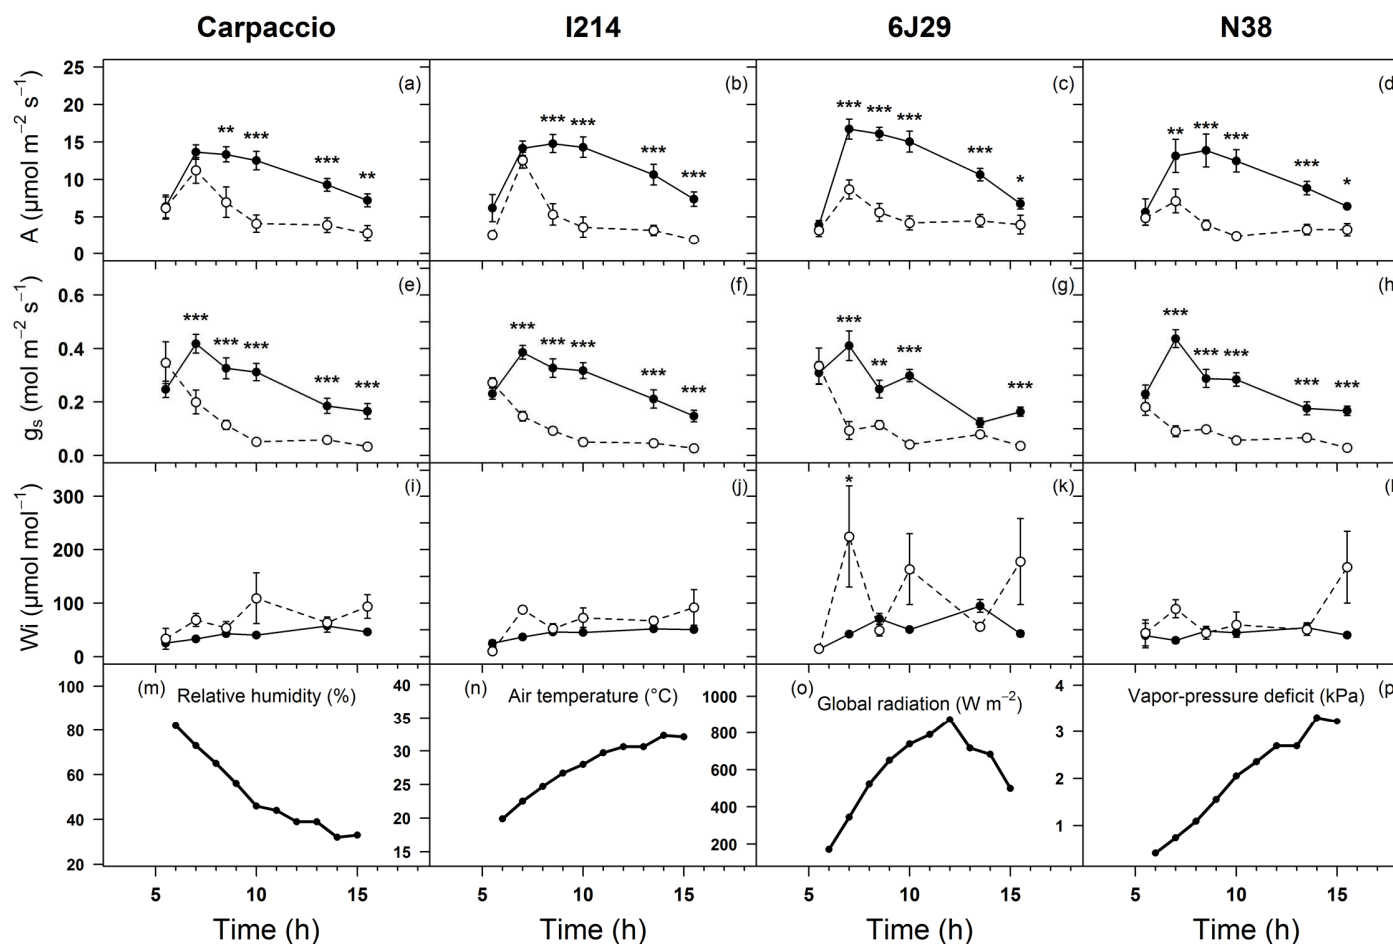 Carpaccio I214 6J29 N38
A (µmol m−2 s−1)
25
20
15
10
5
0
(a) (b) (c) (d
** *** *** **
*** *** *** ***
*** *** *** *** *
** *** *** *** *
gs (mol m−2 s−1)
0.6
0.4
0.2
0.0
(e) (f) (g) (h
*** *** *** *** ***
*** *** *** *** ***
*** ** *** ***
*** *** *** *** ***
Wi (µmol mol−1)
300
200
100
0
(i) (j) (k) (l
*
(m) Relative humidity (%)
100
80
60
40
20
(n) Air temperature (°C)
40
35
30
25
20
15
(o) Global radiation (W m−2)
1000
800
600
400
200
Vapor-pressure deficit (kPa) (p
4
3
2
1
5 10 15 5 10 15 5 10 15 5 10 15
Time (h) Time (h) Time (h) Time (h)